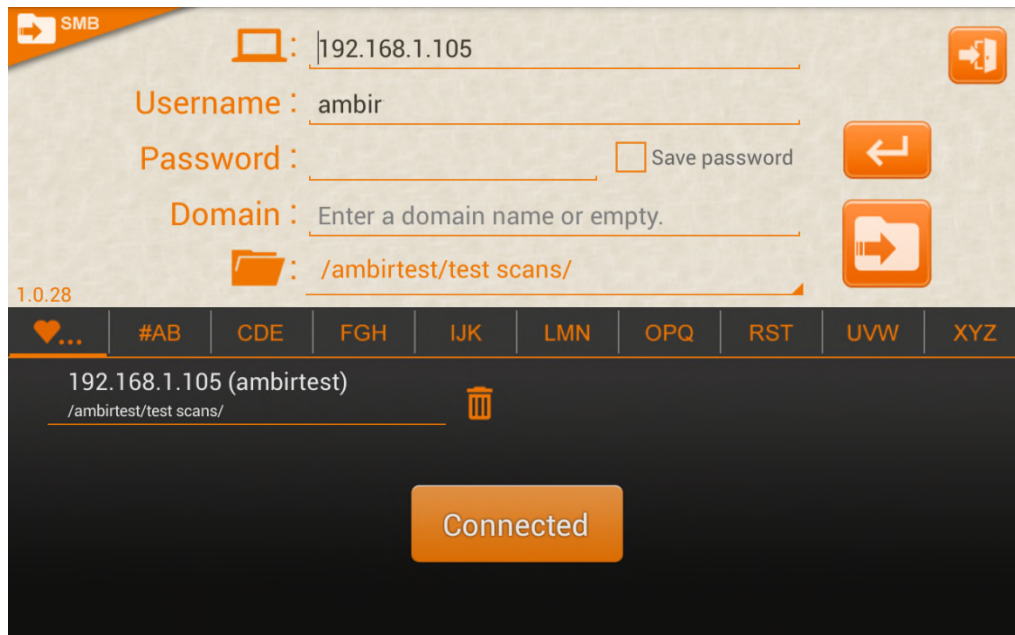 SMB
: 192.168.1.105
Username : ambir
Password : Save password
Domain : Enter a domain name or empty.
: /ambirtest/test scans/
1.0.28
... #AB CDE FGH IJK LMN OPQ RST UVW XYZ
192.168.1.105 (ambirtest)
/ambirtest/test scans/
Connected